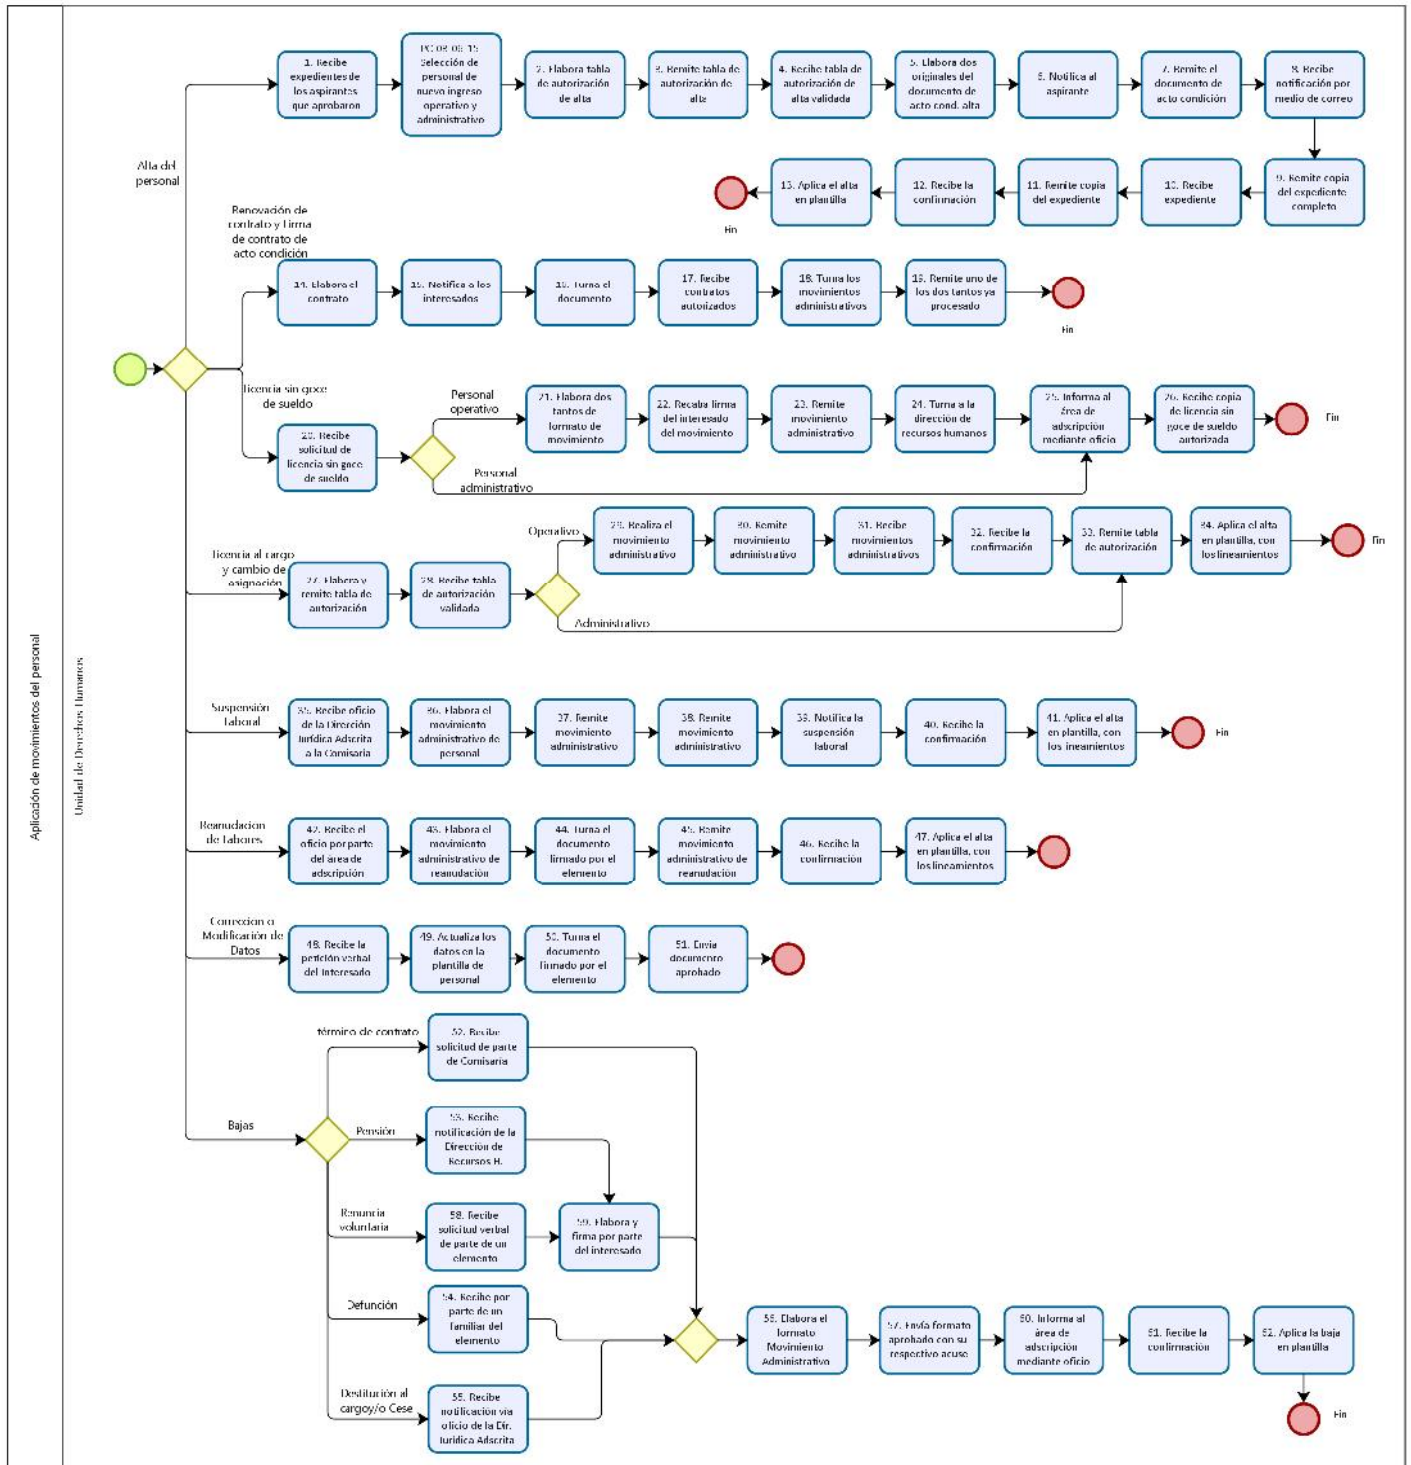 Aplicación de movimientos del personal
Unidad de Derechos Humanos
Alta del
personal
1. Recibe
expedientes de
los aspirantes
que aprobaron
PC-08-06-15
Selección de
personal de
nuevo ingreso
operativo y
administrativo
2. Elabora tabla
de autorización
de alta
3. Remite tabla de
autorización de
alta
4. Recibe tabla de
autorización de
alta validada
5. Elabora dos
originales del
documento de
acto cond. alta
6. Notifica al
aspirante
7. Remite el
documento de
acto condición
8. Recibe
notificación por
medio de correo
9. Remite copia
del expediente
completo
10. Recibe
expediente
11. Remite copia
del expediente
12. Recibe la
confirmación
13. Aplica el alta
en plantilla
Fin
Renovación de
contrato y Firma
de contrato de
acto condición
14. Elabora el
contrato
15. Notifica a los
interesados
16. Turna el
documento
17. Recibe
contratos
autorizados
18. Turna los
movimientos
administrativos
19. Remite uno de
los dos tantos ya
procesado
Fin
Licencia sin goce
de sueldo
20. Recibe
solicitud de
licencia sin goce
de sueldo
Personal
operativo
21. Elabora dos
tantos de
formato de
movimiento
22. Recaba firma
del interesado
del movimiento
23. Remite
movimiento
administrativo
24. Turna a la
dirección de
recursos humanos
25. Informa al
área de
adscripción
mediante oficio
26. Recibe copia
de licencia sin
goce de sueldo
autorizada
Fin
Personal
administrativo
Licencia al cargo
y cambio de
asignación
27. Elabora y
remite tabla de
autorización
28. Recibe tabla
de autorización
validada
Operativo
29. Realiza el
movimiento
administrativo
30. Remite
movimiento
administrativo
31. Recibe
movimientos
administrativos
32. Recibe la
confirmación
33. Remite tabla
de autorización
34. Aplica el alta
en plantilla, con
los lineamientos
Fin
Administrativo
Suspensión
Laboral
35. Recibe oficio
de la Dirección
Jurídica Adscrita
a la Comisaría
36. Elabora el
movimiento
administrativo de
personal
37. Remite
movimiento
administrativo
38. Remite
movimiento
administrativo
39. Notifica la
suspensión
laboral
40. Recibe la
confirmación
41. Aplica el alta
en plantilla, con
los lineamientos
Fin
Reanudacion
de Labores
42. Recibe el
oficio por parte
del área de
adscripción
43. Elabora el
movimiento
administrativo de
reanudación
44. Turna el
documento
firmado por el
elemento
45. Remite
movimiento
administrativo de
reanudación
46. Recibe la
confirmación
47. Aplica el alta
en plantilla, con
los lineamientos
Correccion o
Modificación de
Datos
48. Recibe la
petición verbal
del Interesado
49. Actualiza los
datos en la
plantilla de
personal
50. Turna el
documento
firmado por el
elemento
51. Envia
documento
aprobado
Bajas
término de contrato
52. Recibe
solicitud de parte
de Comisaría
Pensión
53. Recibe
notificación de la
Dirección de
Recursos H.
Renuncia
voluntaria
58. Recibe
solicitud verbal
de parte de un
elemento
59. Elabora y
firma por parte
del interesado
Defunción
54. Recibe por
parte de un
familiar del
elemento
Destitución al
cargoy/o Cese
55. Recibe
notificación vía
oficio de la Dir.
Jurídica Adscrita
56. Elabora el
formato
Movimiento
Administrativo
57. Envía formato
aprobado con su
respectivo acuse
60. Informa al
área de
adscripción
mediante oficio
61. Recibe la
confirmación
62. Aplica la baja
en plantilla
Fin